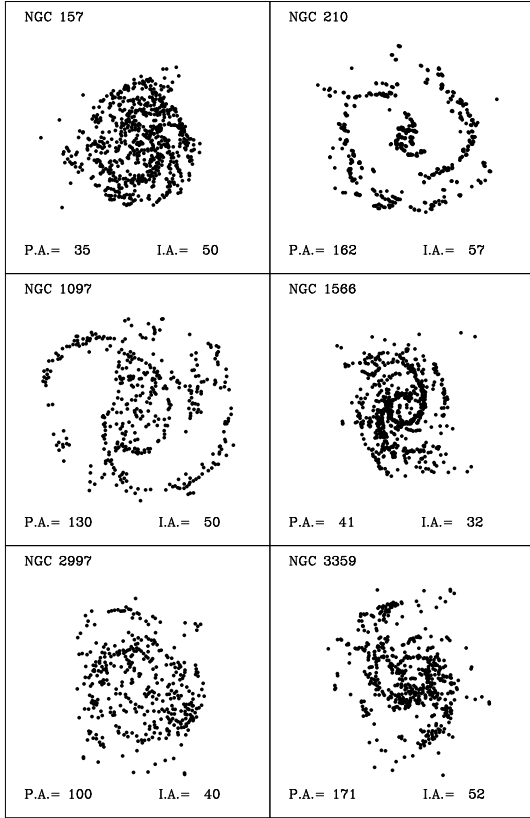 NGC 157
NGC 210
P.A.= 35 I.A.= 50
P.A.= 162 I.A.= 57
NGC 1097
NGC 1566
P.A.= 130 I.A.= 50
P.A.= 41 I.A.= 32
NGC 2997
NGC 3359
P.A.= 100 I.A.= 40
P.A.= 171 I.A.= 52